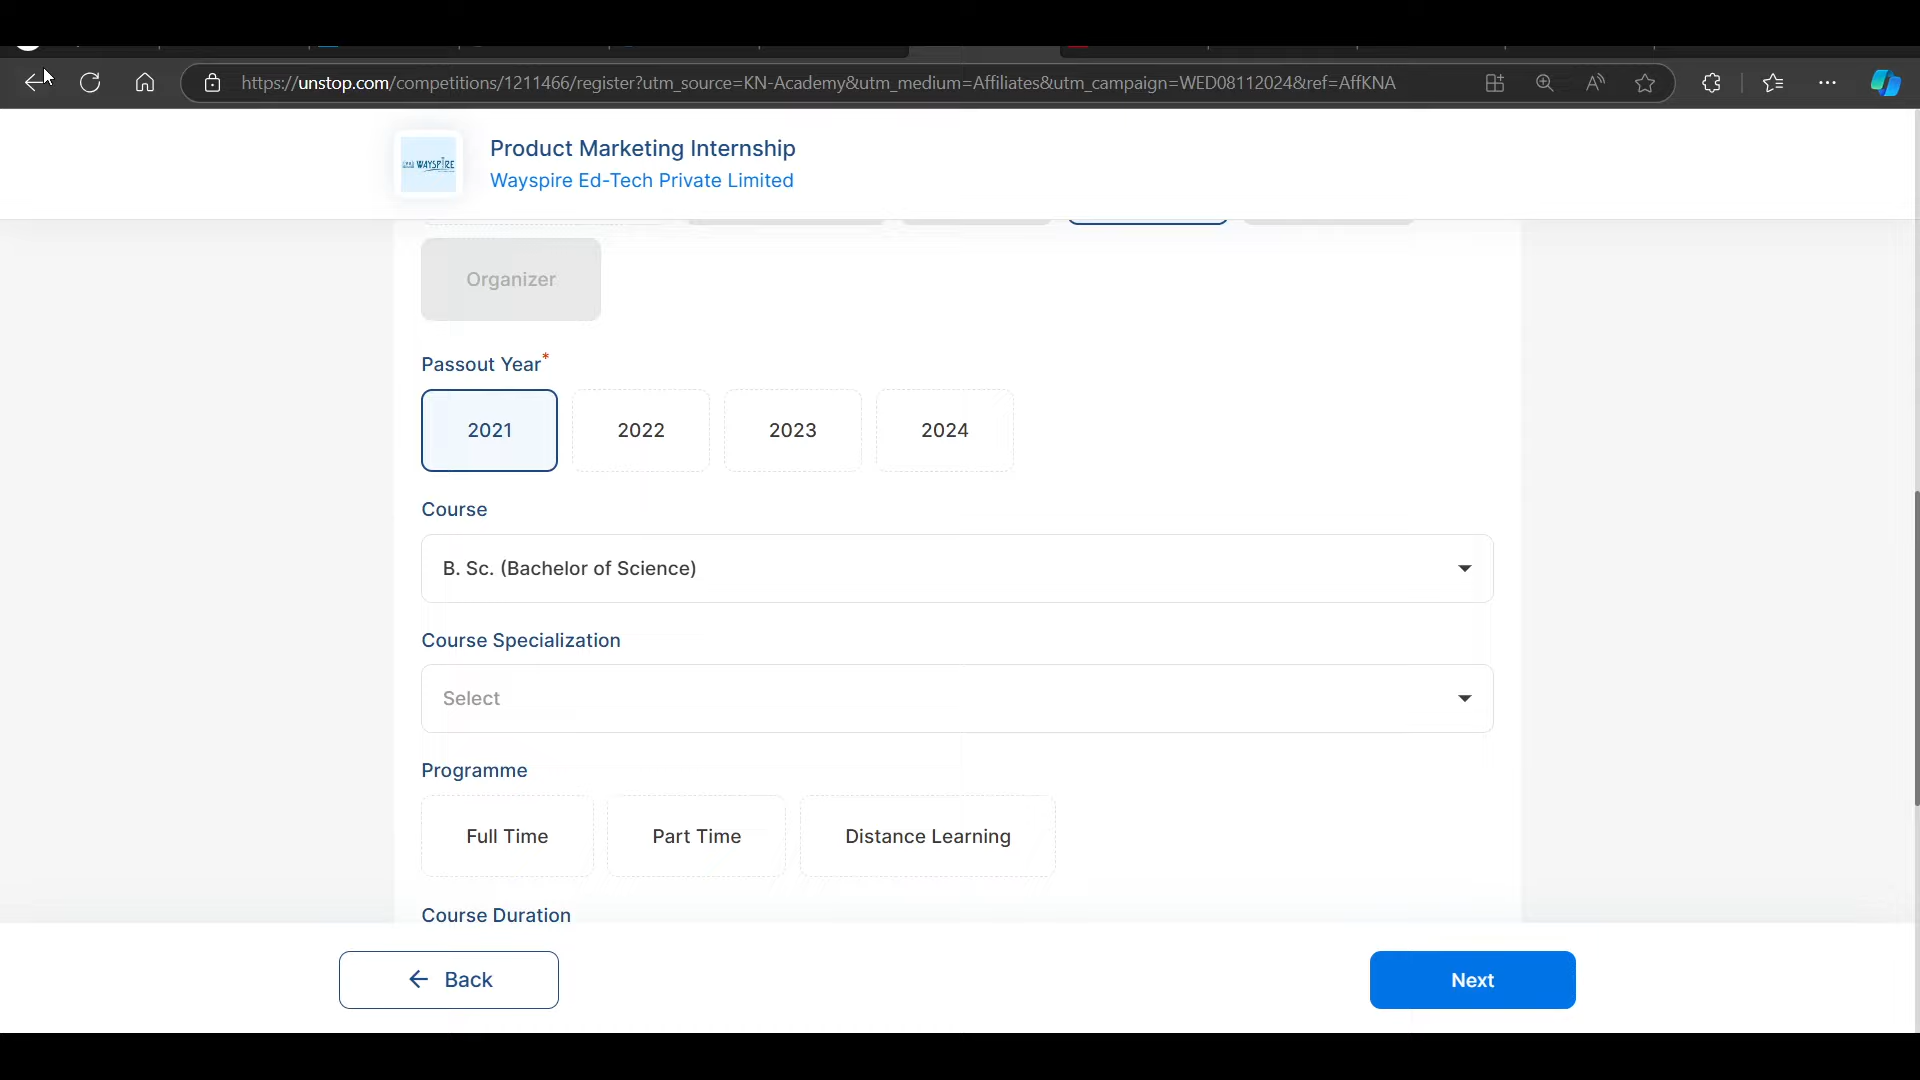 https://unstop.com/competitions/1211466/register?utm_source=KN-Academy&utm_medium=Affiliates&utm_campaign=WED08112024&ref=AffKNA
WAYSPIRE
Product Marketing Internship
Wayspire Ed-Tech Private Limited
Organizer
Passout Year*
2021 2022 2023 2024
Course
B. Sc. (Bachelor of Science)
Course Specialization
Select
Programme
Full Time Part Time Distance Learning
Course Duration
Back Next